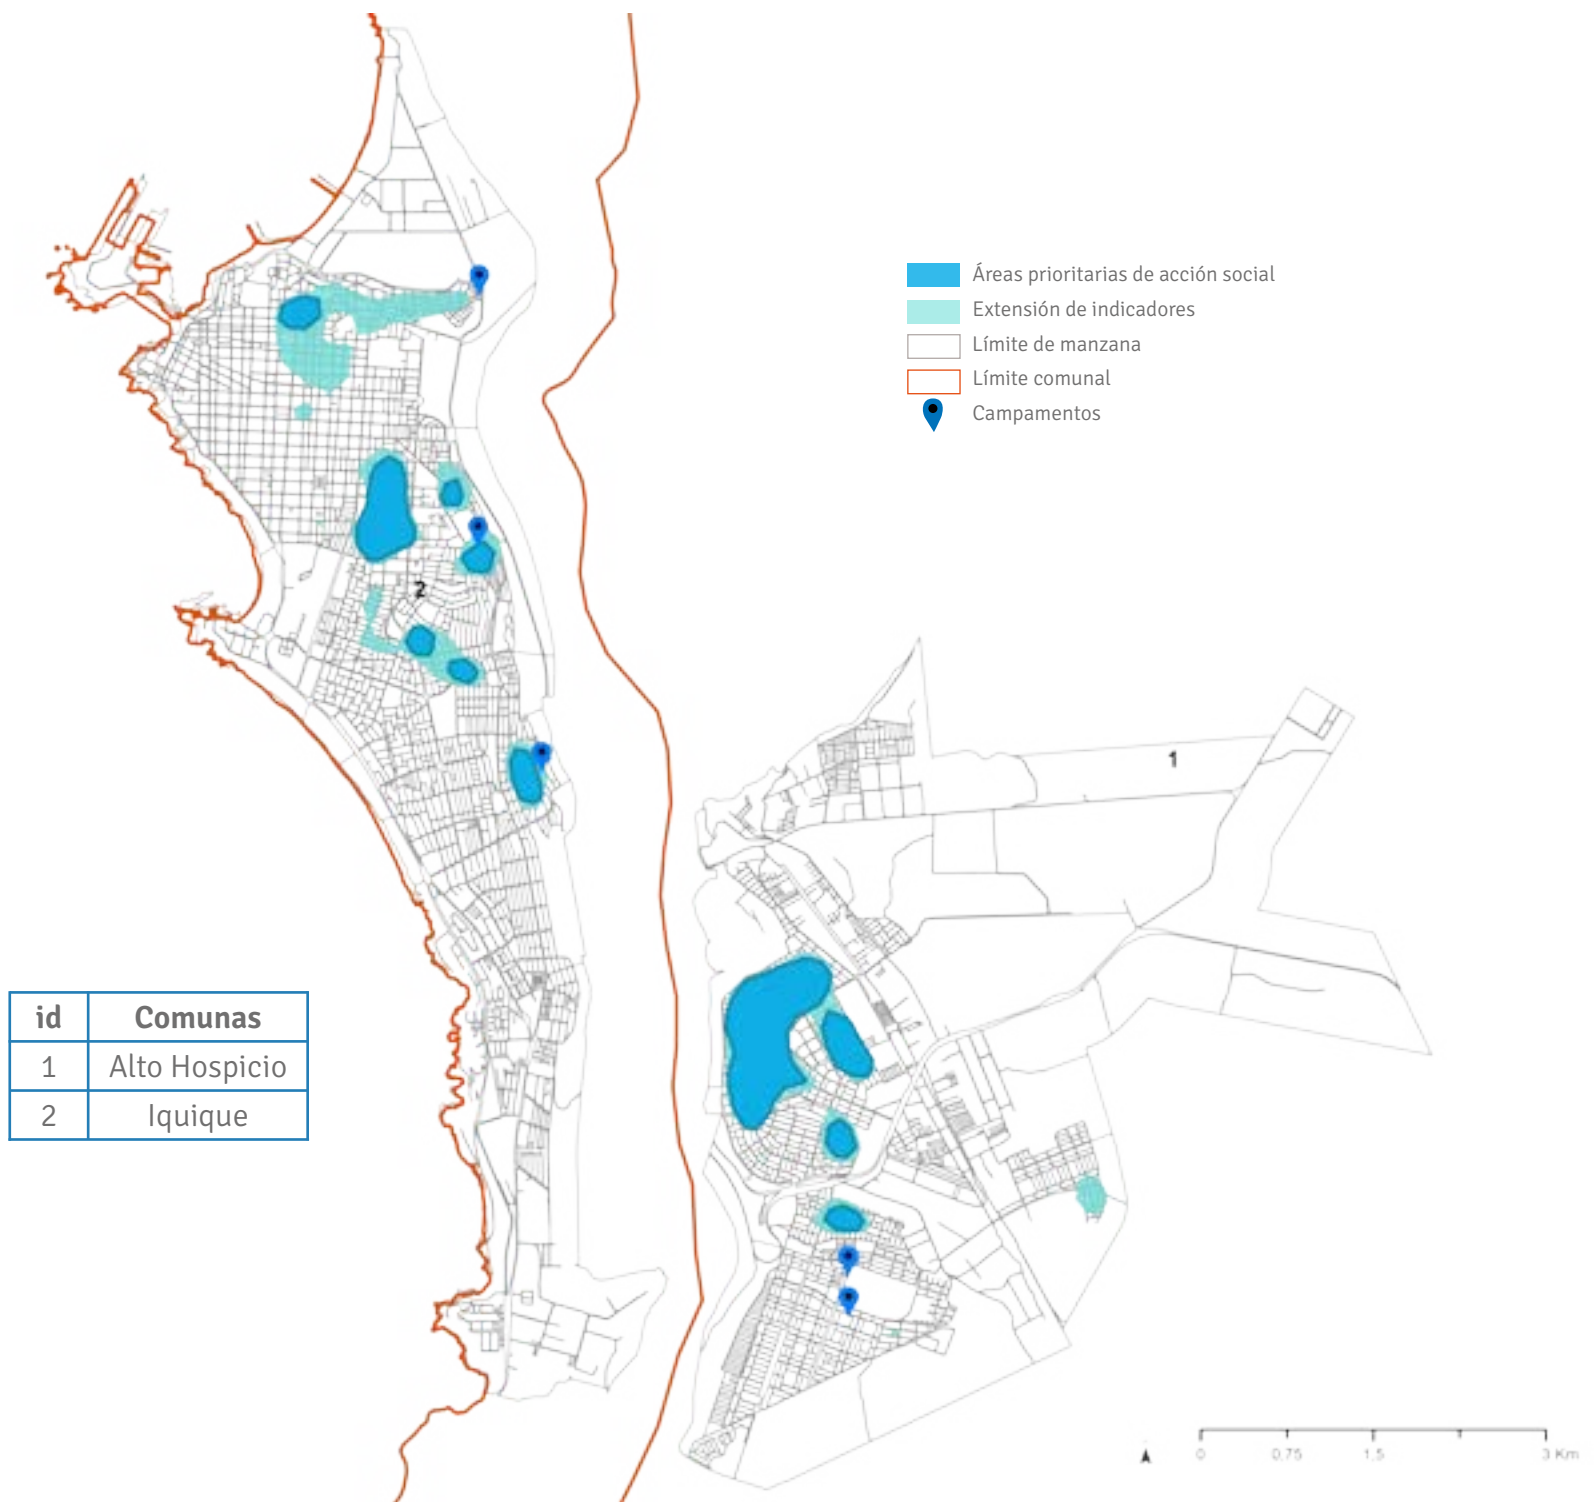 Áreas prioritarias de acción social
Extensión de indicadores
Límite de manzana
Límite comunal
Campamentos
2
1
id Comunas
1 Alto Hospicio
2 Iquique
0 0,75 1,5 3 Km